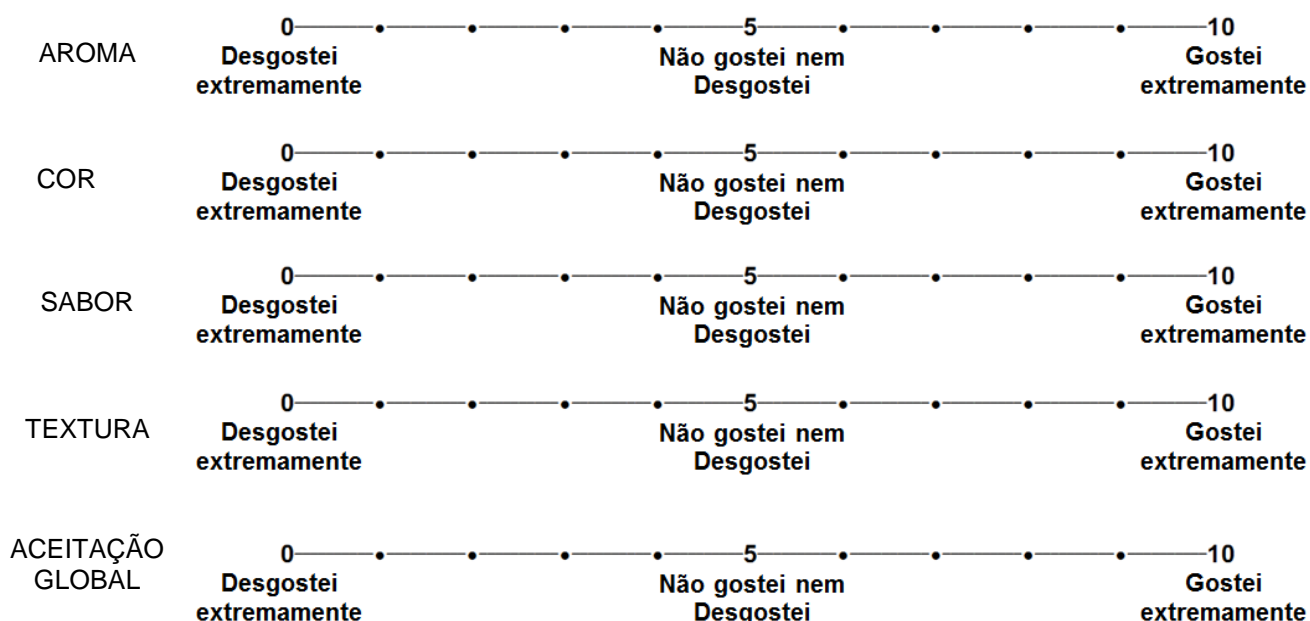 0 5 10
AROMA Desgostei Não gostei nem Gostei
extremamente Desgostei extremamente
0 5 10
COR Desgostei Não gostei nem Gostei
extremamente Desgostei extremamente
0 5 10
SABOR Desgostei Não gostei nem Gostei
extremamente Desgostei extremamente
0 5 10
TEXTURA Desgostei Não gostei nem Gostei
extremamente Desgostei extremamente
ACEITAÇÃO 0 5 10
GLOBAL Desgostei Não gostei nem Gostei
extremamente Desgostei extremamente